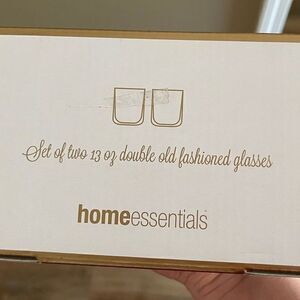 Set of two 13 oz double old fashioned glasses
homeessentials